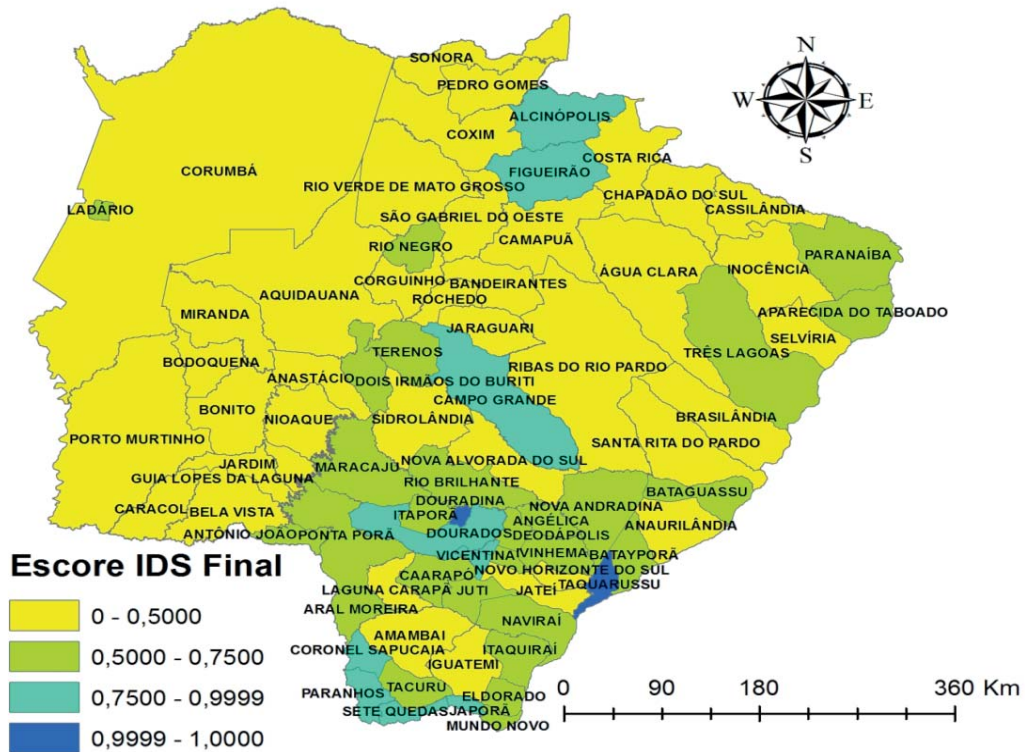 N
W E
S
SONORA
PEDRO GOMES
ALCINÓPOLIS
COXIM
COSTA RICA
CORUMBÁ
FIGUEIRÃO
RIO VERDE DE MATO GROSSO
CHAPADÃO DO SUL
LADÁRIO
CASSILÂNDIA
SÃO GABRIEL DO OESTE
RIO NEGRO
CAMAPUÃ
PARANAÍBA
ÁGUA CLARA
INOCÊNCIA
CORGUINHO
BANDEIRANTES
AQUIDAUANA
ROCHEDO
MIRANDA
APARECIDA DO TABOADO
JARAGUARI
SELVÍRIA
TERENOS
TRÊS LAGOAS
BODOQUENA
RIBAS DO RIO PARDO
ANASTÁCIO
DOIS IRMÃOS DO BURITI
CAMPO GRANDE
BONITO
NIOAQUE
SIDROLÂNDIA
BRASILÂNDIA
PORTO MURTINHO
SANTA RITA DO PARDO
NOVA ALVORADA DO SUL
JARDIM
MARACAJU
GUIA LOPES DA LAGUNA
RIO BRILHANTE
BATAGUASSU
DOURADINA
NOVA ANDRADINA
CARACOL
BELA VISTA
ITAPORÃ
ANGÉLICA
ANAURILÂNDIA
ANTÔNIO JOÃO
PONTA PORÃ
DOURADOS
DEODÁPOLIS
VICENTINA
IVINHEMA
BATAYPORÃ
NOVO HORIZONTE DO SUL
CAARAPÓ
TAQUARUSSU
LAGUNA CARAPÃ
JUTI
JATEÍ
ARAL MOREIRA
NAVIRAÍ
AMAMBAI
CORONEL SAPUCAIA
ITAQUIRAÍ
IGUATEMI
TACURU
PARANHOS
ELDORADO
SETE QUEDAS
JAPORÃ
MUNDO NOVO
Escore IDS Final
0 - 0,5000
0,5000 - 0,7500
0,7500 - 0,9999
0,9999 - 1,0000
0 90 180 360 Km